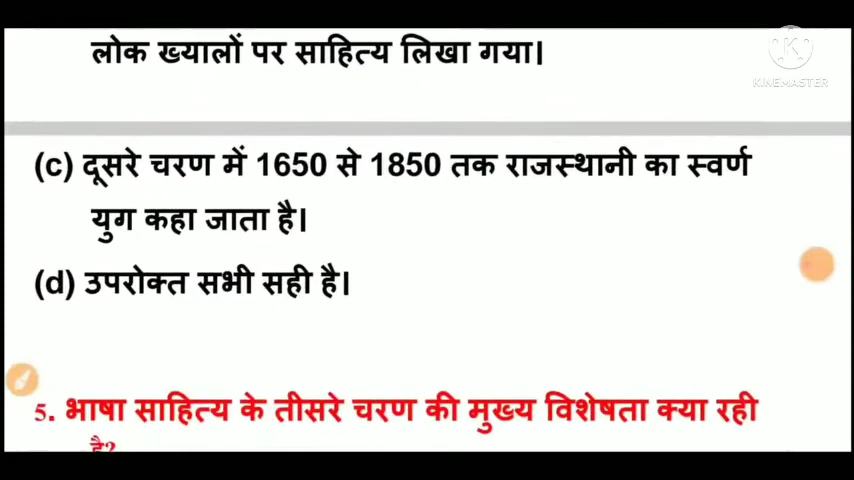 लोक ख्यालों पर साहित्य लिखा गया।
KINEMASTER
(c) दूसरे चरण में 1650 से 1850 तक राजस्थानी का स्वर्ण
युग कहा जाता है।
(d) उपरोक्त सभी सही है।
5. भाषा साहित्य के तीसरे चरण की मुख्य विशेषता क्या रही
है?